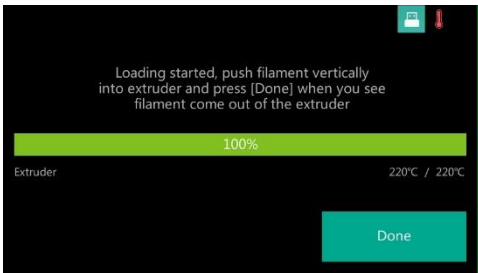 Loading started, push filament vertically
into extruder and press [Done] when you see
filament come out of the extruder
100%
Extruder 220℃ / 220℃
Done